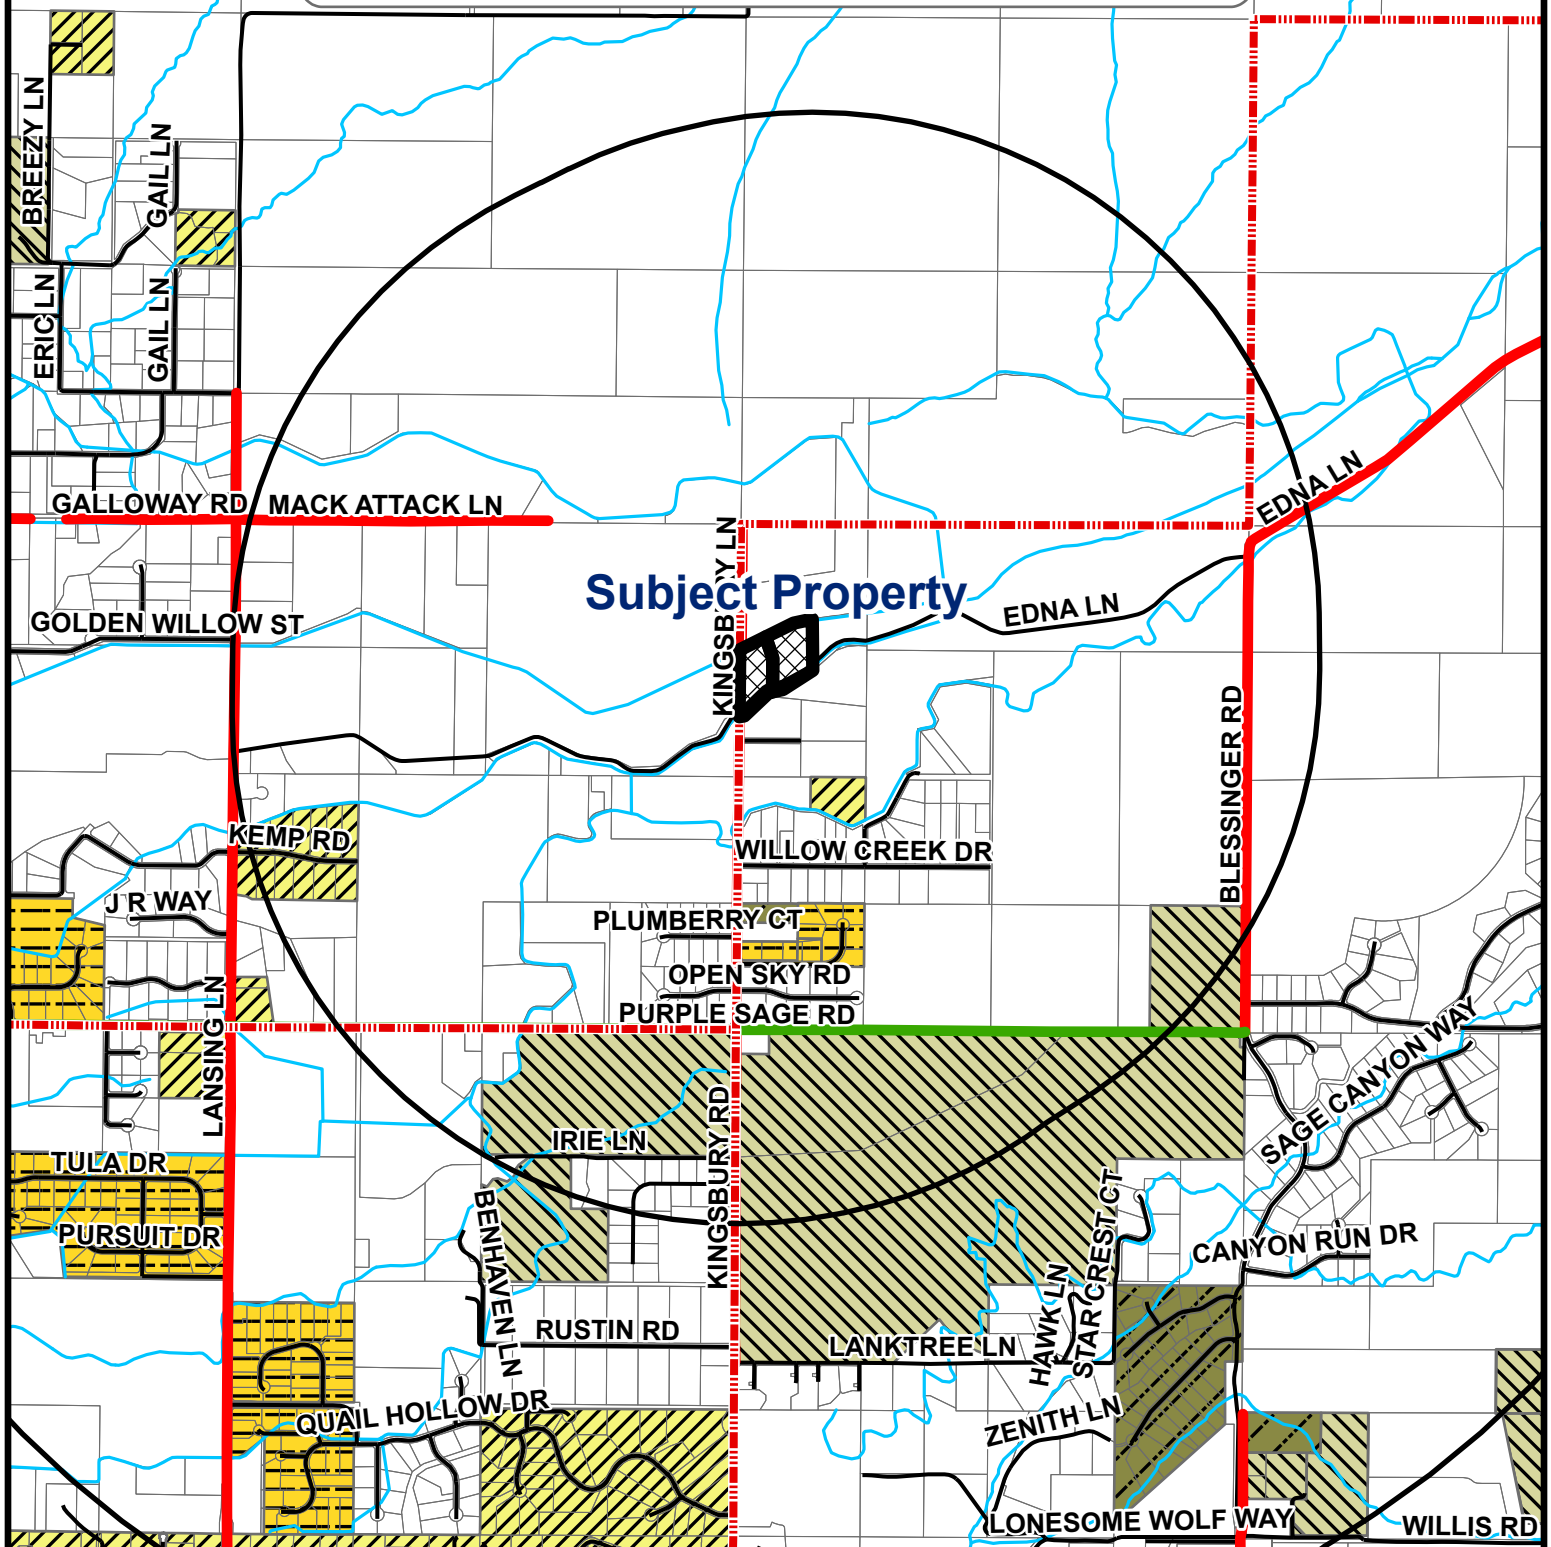 BREEZY LN
GAIL LN
ERIC LN
GAIL LN
GALLOWAY RD
MACK ATTACK LN
EDNA LN
KINGSBURY LN
Subject Property
EDNA LN
GOLDEN WILLOW ST
BLESSINGER RD
KEMP RD
WILLOW CREEK DR
J R WAY
PLUMBERRY CT
OPEN SKY RD
LANSING LN
PURPLE SAGE RD
SAGE CANYON WAY
IRIE LN
KINGSBURY RD
TULA DR
PURSUIT DR
BENHAVEN LN
STAR CREST CT
CANYON RUN DR
HAWK LN
RUSTIN RD
LANKTREE LN
QUAIL HOLLOW DR
ZENITH LN
LONESOME WOLF WAY
WILLIS RD